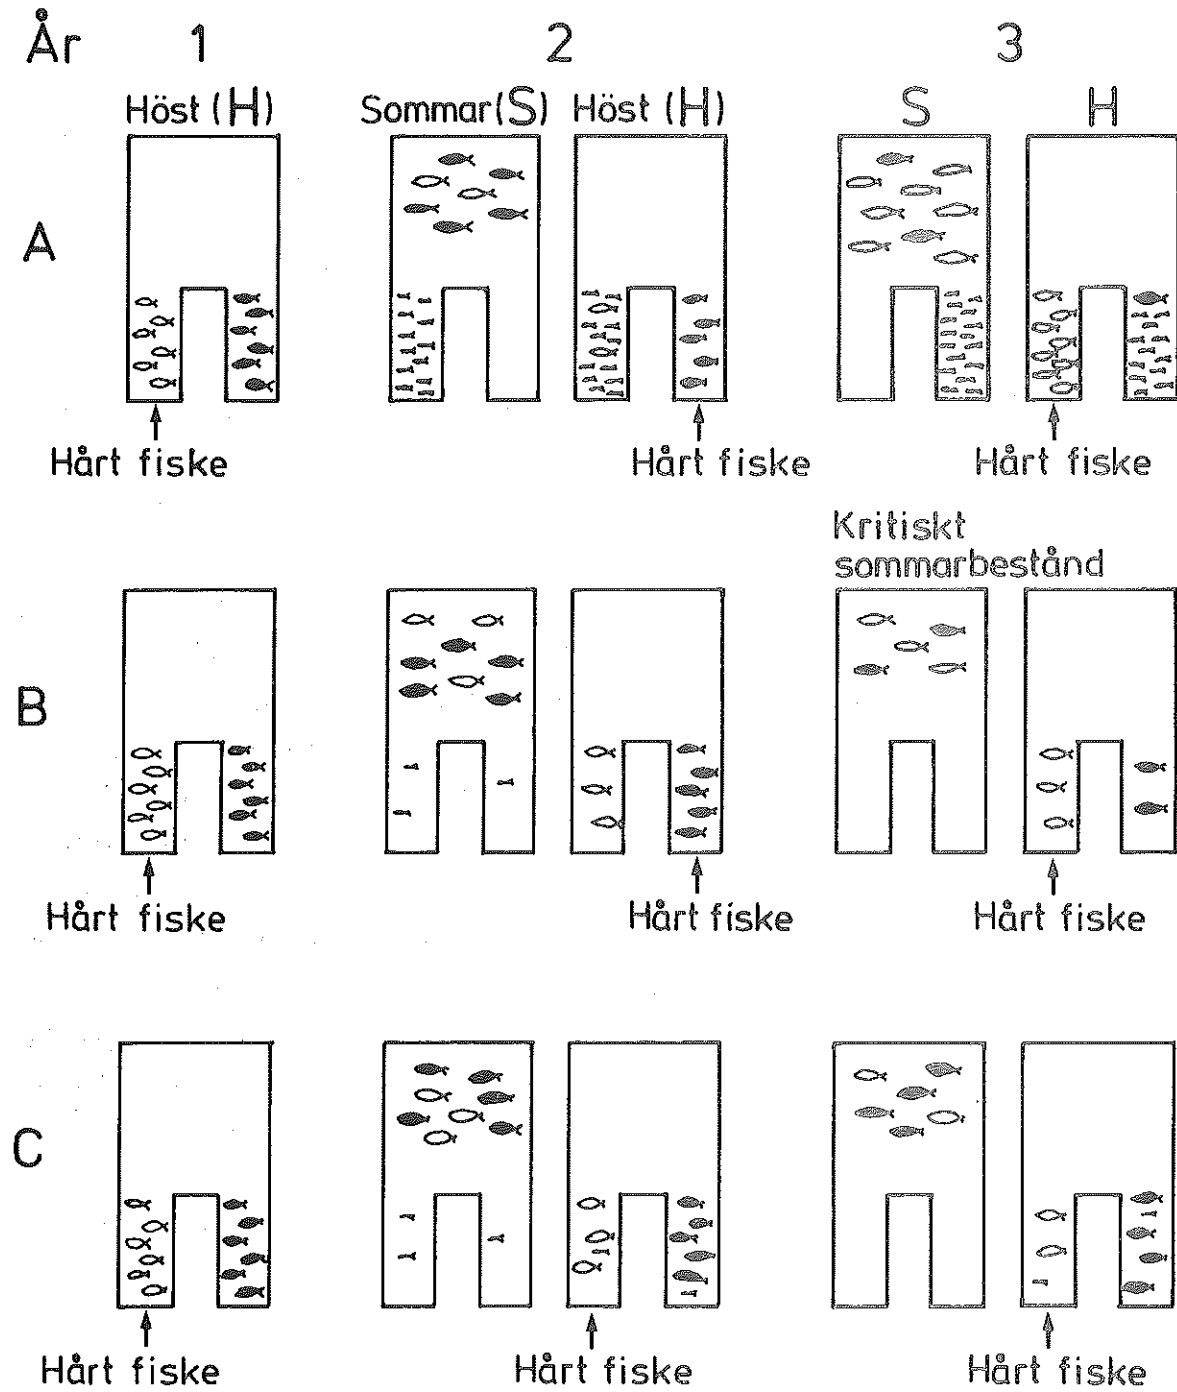 År 1 2 3
Höst (H) Sommar (S) Höst (H) S H
A
Hårt fiske Hårt fiske Hårt fiske
Kritiskt
sommarbestånd
B
Hårt fiske Hårt fiske Hårt fiske
C
Hårt fiske Hårt fiske Hårt fiske